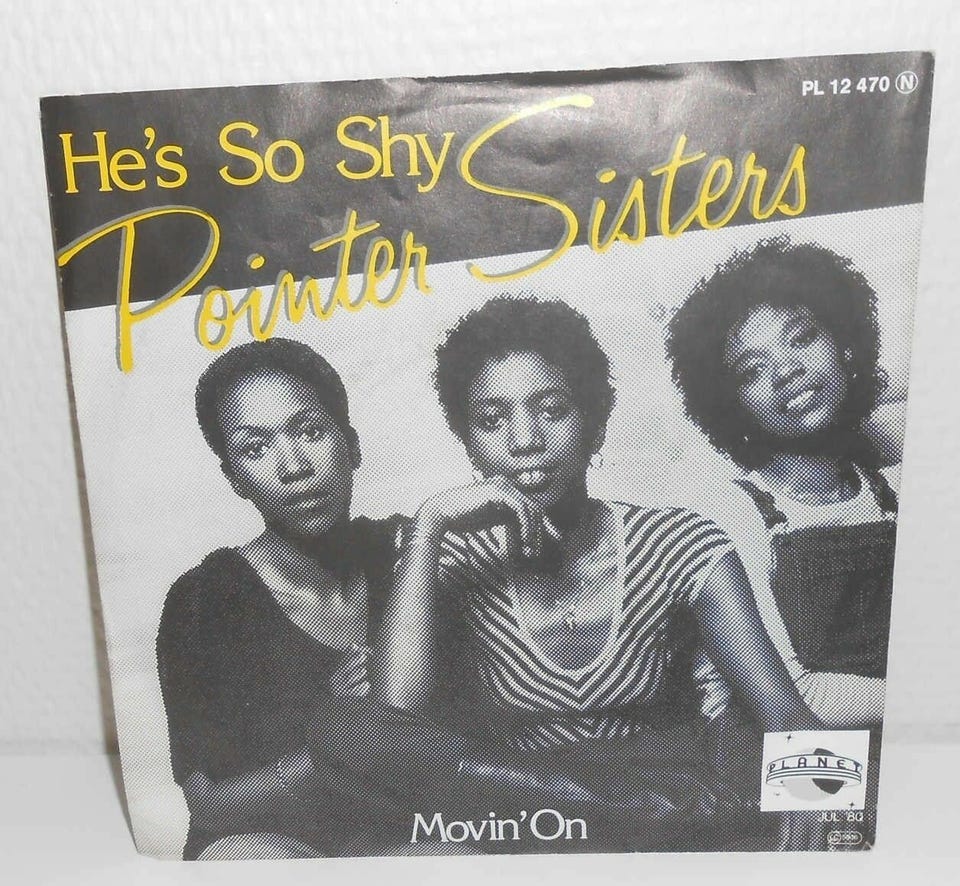 PL 12 470 N
He's So Shy
Pointer Sisters
PLANET
JUL '80
Movin' On